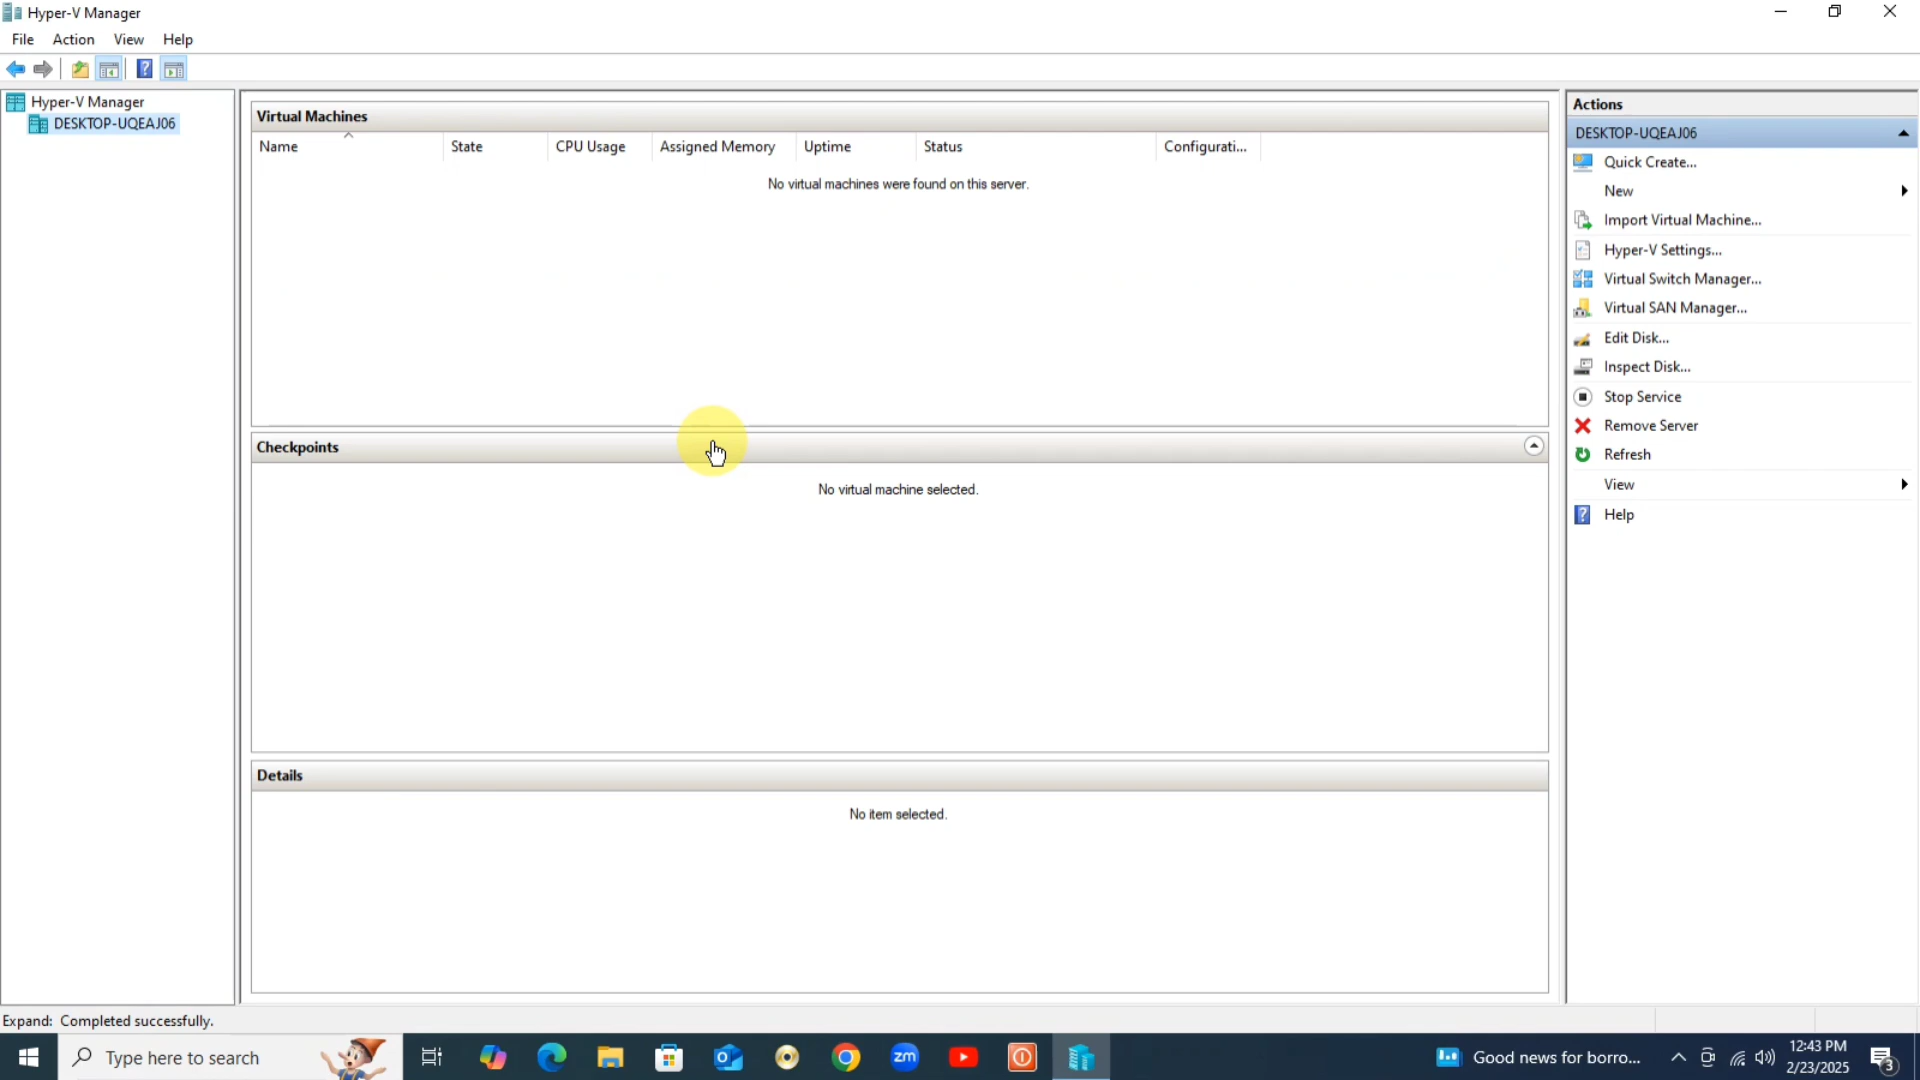 Hyper-V Manager
File Action View Help
Hyper-V Manager
DESKTOP-UQEAJ06
Virtual Machines
Name State CPU Usage Assigned Memory Uptime Status Configurati...
No virtual machines were found on this server.
Checkpoints
No virtual machine selected.
Details
No item selected.
Actions
DESKTOP-UQEAJ06
Quick Create...
New
Import Virtual Machine...
Hyper-V Settings...
Virtual Switch Manager...
Virtual SAN Manager...
Edit Disk...
Inspect Disk...
Stop Service
Remove Server
Refresh
View
Help
Expand: Completed successfully.
Type here to search
zm
Good news for borro...
12:43 PM
2/23/2025
3